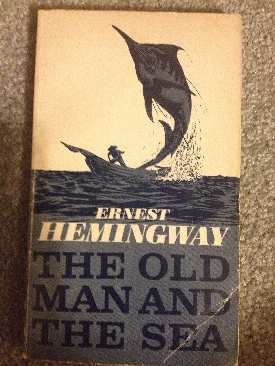 ERNEST
HEMINGWAY
THE OLD
MAN AND
THE SEA